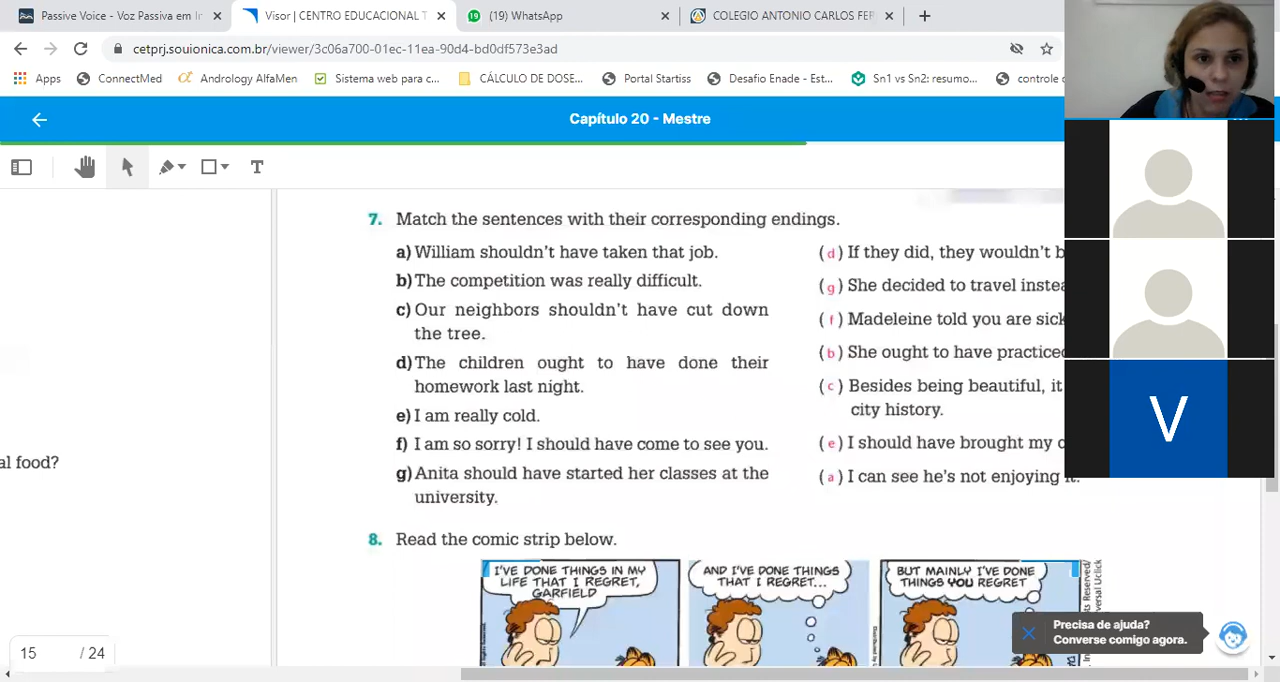 Passive Voice - Voz Passiva em In
Visor | CENTRO EDUCACIONAL T
(19) WhatsApp
COLEGIO ANTONIO CARLOS FER
cetprj.souionica.com.br/viewer/3c06a700-01ec-11ea-90d4-bd0df573e3ad
Apps
ConnectMed
Andrology AlfaMen
Sistema web para c...
CÁLCULO DE DOSE...
Portal Startiss
Desafio Enade - Est...
Sn1 vs Sn2: resumo...
controle
Capítulo 20 - Mestre
T
7. Match the sentences with their corresponding endings.
a) William shouldn't have taken that job.
b) The competition was really difficult.
c) Our neighbors shouldn't have cut down
the tree.
d) The children ought to have done their
homework last night.
e) I am really cold.
f) I am so sorry! I should have come to see you.
g) Anita should have started her classes at the
university.
(d) If they did, they wouldn't b
(g) She decided to travel instea
(f) Madeleine told you are sick
(b) She ought to have practiced
(c) Besides being beautiful, it
city history.
(e) I should have brought my c
(a) I can see he's not enjoying it.
al food?
8. Read the comic strip below.
I'VE DONE THINGS IN MY
LIFE THAT I REGRET,
GARFIELD
AND I'VE DONE THINGS
THAT I REGRET...
BUT MAINLY I'VE DONE
THINGS YOU REGRET
V
Precisa de ajuda?
Converse comigo agora.
15 / 24